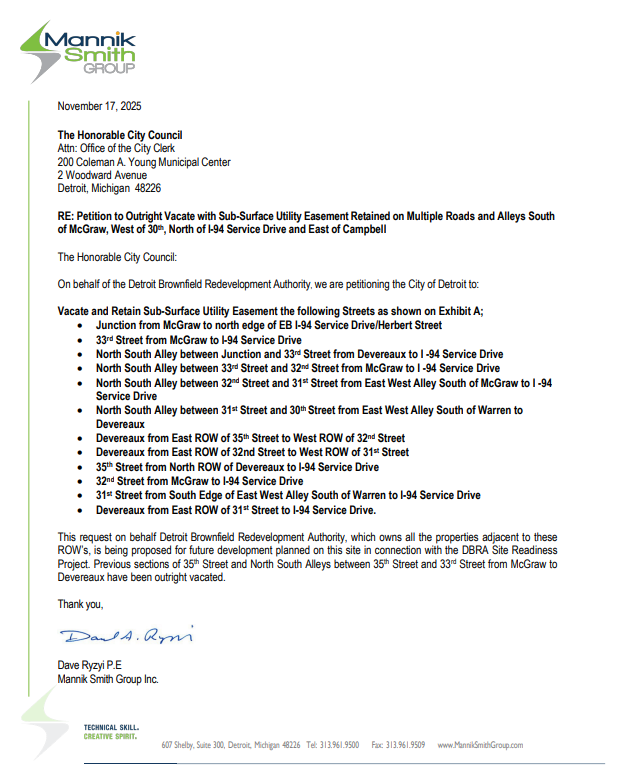 Mannik
Smith
GROUP
November 17, 2025
The Honorable City Council
Attn: Office of the City Clerk
200 Coleman A. Young Municipal Center
2 Woodward Avenue
Detroit, Michigan 48226
RE: Petition to Outright Vacate with Sub-Surface Utility Easement Retained on Multiple Roads and Alleys South
of McGraw, West of 30th, North of I-94 Service Drive and East of Campbell
The Honorable City Council:
On behalf of the Detroit Brownfield Redevelopment Authority, we are petitioning the City of Detroit to:
Vacate and Retain Sub-Surface Utility Easement the following Streets as shown on Exhibit A;
• Junction from McGraw to north edge of EB I-94 Service Drive/Herbert Street
• 33rd Street from McGraw to I-94 Service Drive
• North South Alley between Junction and 33rd Street from Devereaux to I -94 Service Drive
• North South Alley between 33rd Street and 32nd Street from McGraw to I -94 Service Drive
• North South Alley between 32nd Street and 31st Street from East West Alley South of McGraw to I -94
Service Drive
• North South Alley between 31st Street and 30th Street from East West Alley South of Warren to
Devereaux
• Devereaux from East ROW of 35th Street to West ROW of 32nd Street
• Devereaux from East ROW of 32nd Street to West ROW of 31st Street
• 35th Street from North ROW of Devereaux to I-94 Service Drive
• 32nd Street from McGraw to I-94 Service Drive
• 31st Street from South Edge of East West Alley South of Warren to I-94 Service Drive
• Devereaux from East ROW of 31st Street to I-94 Service Drive.
This request on behalf Detroit Brownfield Redevelopment Authority, which owns all the properties adjacent to these
ROW's, is being proposed for future development planned on this site in connection with the DBRA Site Readiness
Project. Previous sections of 35th Street and North South Alleys between 35th Street and 33rd Street from McGraw to
Devereaux have been outright vacated.
Thank you,
Dave Ryzyi P.E
Mannik Smith Group Inc.
TECHNICAL SKILL.
CREATIVE SPIRIT.
607 Shelby, Suite 300, Detroit, Michigan 48226 Tel: 313.961.9500 Fax: 313.961.9509 www.MannikSmithGroup.com